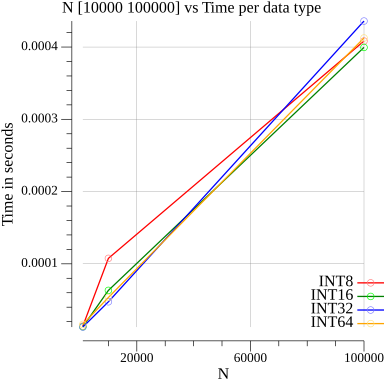 N [10000 100000] vs Time per data type
0.0004
0.0003
0.0002
0.0001
Time in seconds
20000
60000
100000
N
INT8
INT16
INT32
INT64